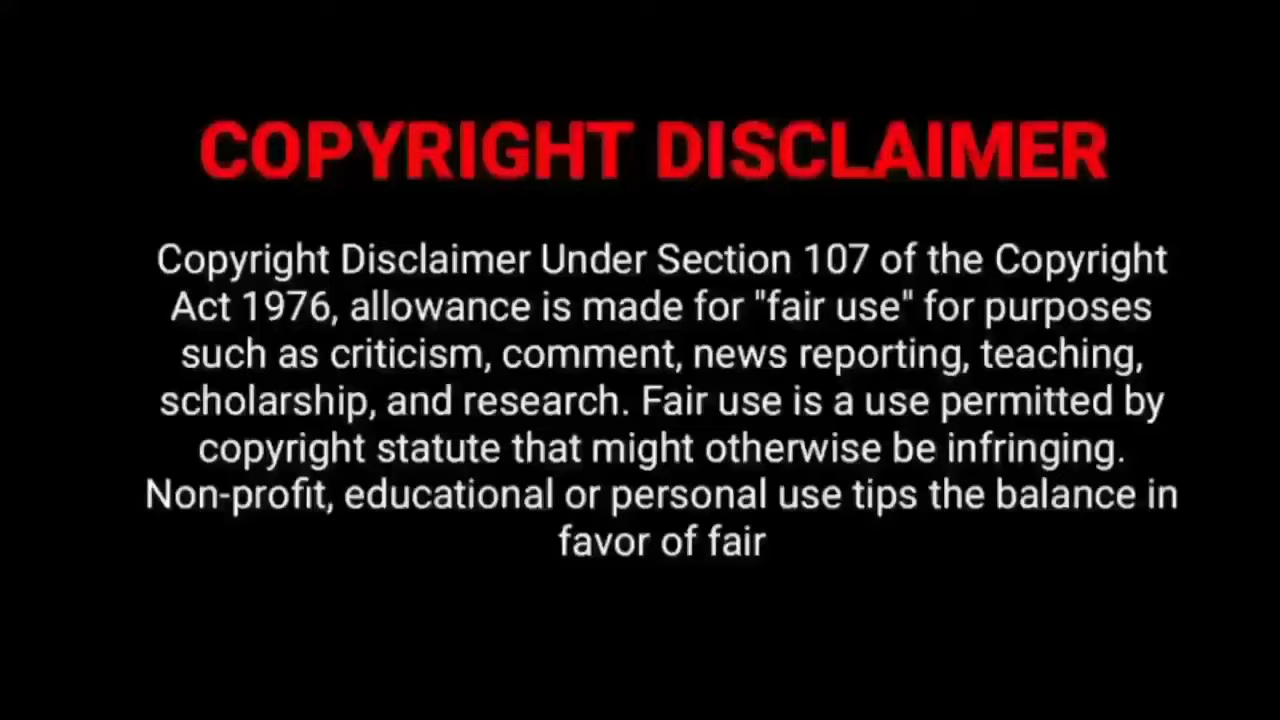 COPYRIGHT DISCLAIMER
Copyright Disclaimer Under Section 107 of the Copyright
Act 1976, allowance is made for "fair use" for purposes
such as criticism, comment, news reporting, teaching,
scholarship, and research. Fair use is a use permitted by
copyright statute that might otherwise be infringing.
Non-profit, educational or personal use tips the balance in
favor of fair